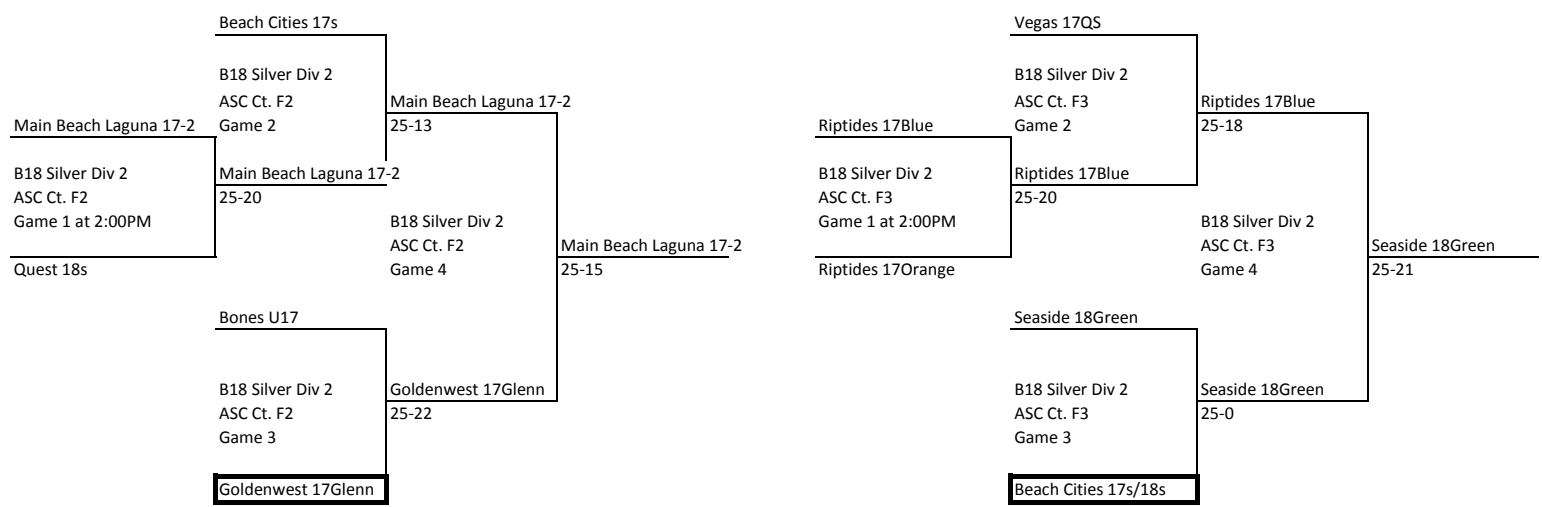 Beach Cities 17s
B18 Silver Div 2
ASC Ct. F2
Game 2
Main Beach Laguna 17-2
25-13
Main Beach Laguna 17-2
B18 Silver Div 2
ASC Ct. F2
Game 1 at 2:00PM
Main Beach Laguna 17-2
25-20
B18 Silver Div 2
ASC Ct. F2
Game 4
Main Beach Laguna 17-2
25-15
Quest 18s
Bones U17
B18 Silver Div 2
ASC Ct. F2
Game 3
Goldenwest 17Glenn
25-22
Goldenwest 17Glenn
Vegas 17QS
B18 Silver Div 2
ASC Ct. F3
Game 2
Riptides 17Blue
25-18
Riptides 17Blue
B18 Silver Div 2
ASC Ct. F3
Game 1 at 2:00PM
Riptides 17Blue
25-20
B18 Silver Div 2
ASC Ct. F3
Game 4
Seaside 18Green
25-21
Riptides 17Orange
Seaside 18Green
B18 Silver Div 2
ASC Ct. F3
Game 3
Seaside 18Green
25-0
Beach Cities 17s/18s